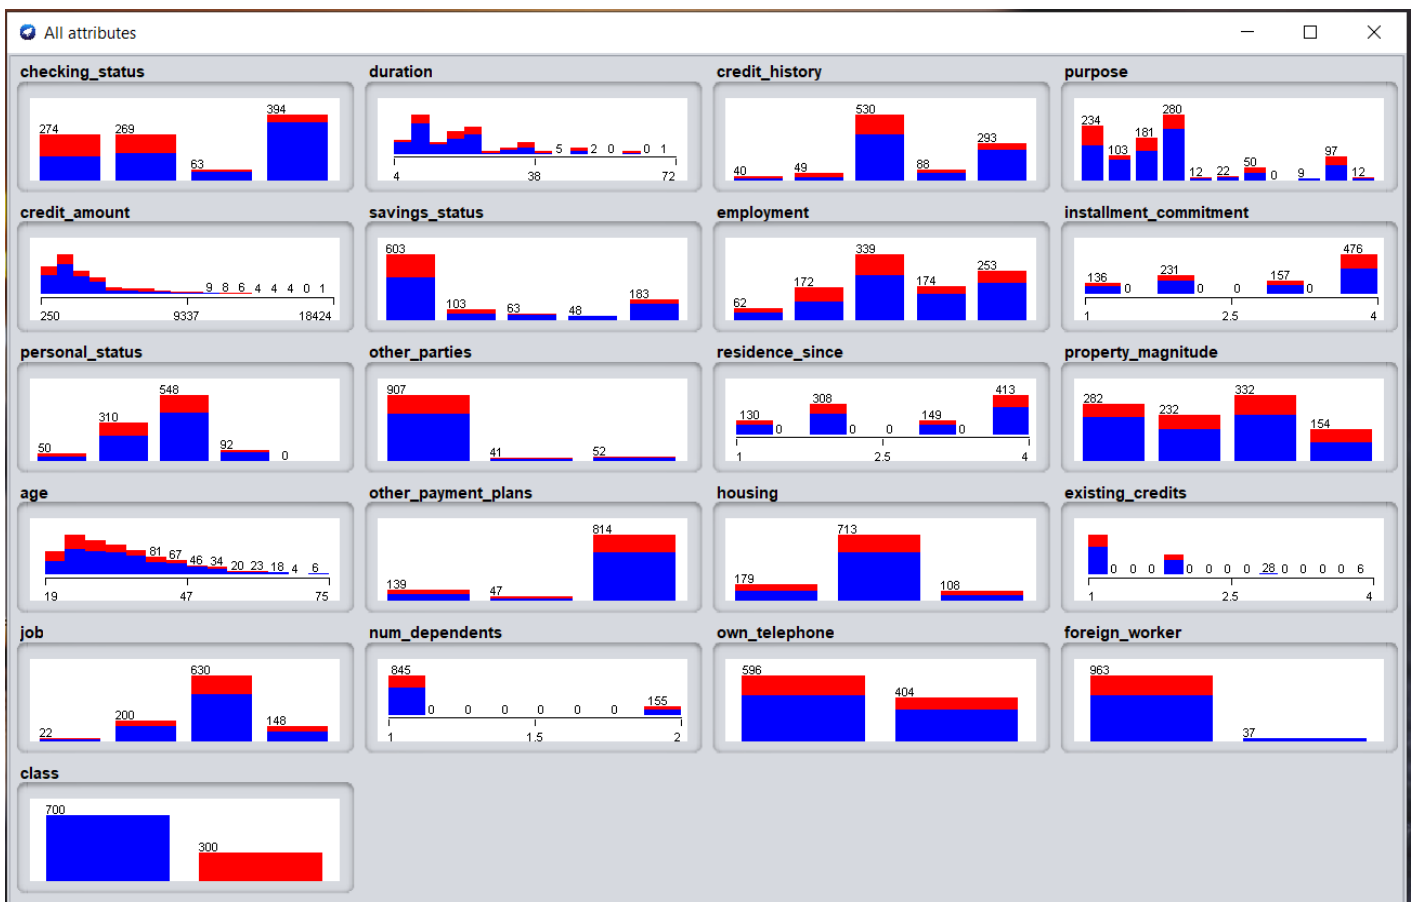 All attributes
checking_status duration credit_history purpose
274 269 63 394
5 2 0 0 1
4 38 72
40 49 530 88 293
234 103 181 280 12 22 50 0 9 97 12
credit_amount savings_status employment installment_commitment
9 8 6 4 4 4 0 1
250 9337 18424
603 103 63 48 183
62 172 339 174 253
136 0 231 0 0 157 0 476
1 2.5 4
personal_status other_parties residence_since property_magnitude
50 310 548 92 0
907 41 52
130 0 308 0 0 149 0 413
1 2.5 4
282 232 332 154
age other_payment_plans housing existing_credits
81 67 46 34 20 23 18 4 6
19 47 75
139 47 814
179 713 108
0 0 0 0 0 0 0 28 0 0 0 0 6
1 2.5 4
job num_dependents own_telephone foreign_worker
22 200 630 148
845 0 0 0 0 0 0 155
1 1.5 2
596 404
963 37
class
700 300